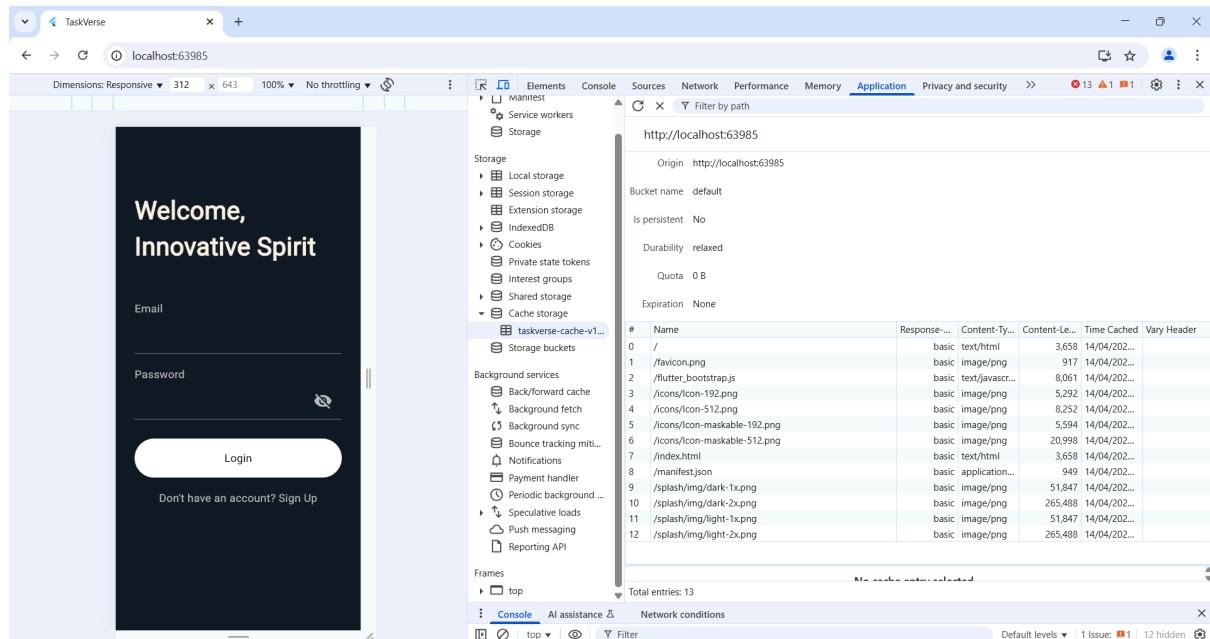 TaskVerse
localhost:63985
Dimensions: Responsive 312 x 643 100% No throttling
Elements Console Sources Network Performance Memory Application Privacy and security 13 1 1
Welcome,
Innovative Spirit
Email
Password
Login
Don't have an account? Sign Up
Manifest
Service workers
Storage
Storage
Local storage
Session storage
Extension storage
IndexedDB
Cookies
Private state tokens
Interest groups
Shared storage
Cache storage
taskverse-cache-v1...
Storage buckets
Background services
Back/forward cache
Background fetch
Background sync
Bounce tracking miti...
Notifications
Payment handler
Periodic background ...
Speculative loads
Push messaging
Reporting API
Frames
top
Filter by path
http://localhost:63985
Origin http://localhost:63985
Bucket name default
Is persistent No
Durability relaxed
Quota 0 B
Expiration None
# Name Response-... Content-Ty... Content-Le... Time Cached Vary Header
0 / basic text/html 3,658 14/04/202...
1 /favicon.png basic image/png 917 14/04/202...
2 /flutter_bootstrap.js basic text/javascr... 8,061 14/04/202...
3 /icons/Icon-192.png basic image/png 5,292 14/04/202...
4 /icons/Icon-512.png basic image/png 8,252 14/04/202...
5 /icons/Icon-maskable-192.png basic image/png 5,594 14/04/202...
6 /icons/Icon-maskable-512.png basic image/png 20,998 14/04/202...
7 /index.html basic text/html 3,658 14/04/202...
8 /manifest.json basic application... 949 14/04/202...
9 /splash/img/dark-1x.png basic image/png 51,847 14/04/202...
10 /splash/img/dark-2x.png basic image/png 265,488 14/04/202...
11 /splash/img/light-1x.png basic image/png 51,847 14/04/202...
12 /splash/img/light-2x.png basic image/png 265,488 14/04/202...
No cache entry selected
Total entries: 13
Console AI assistance Network conditions
top Filter Default levels 1 Issue: 1 12 hidden